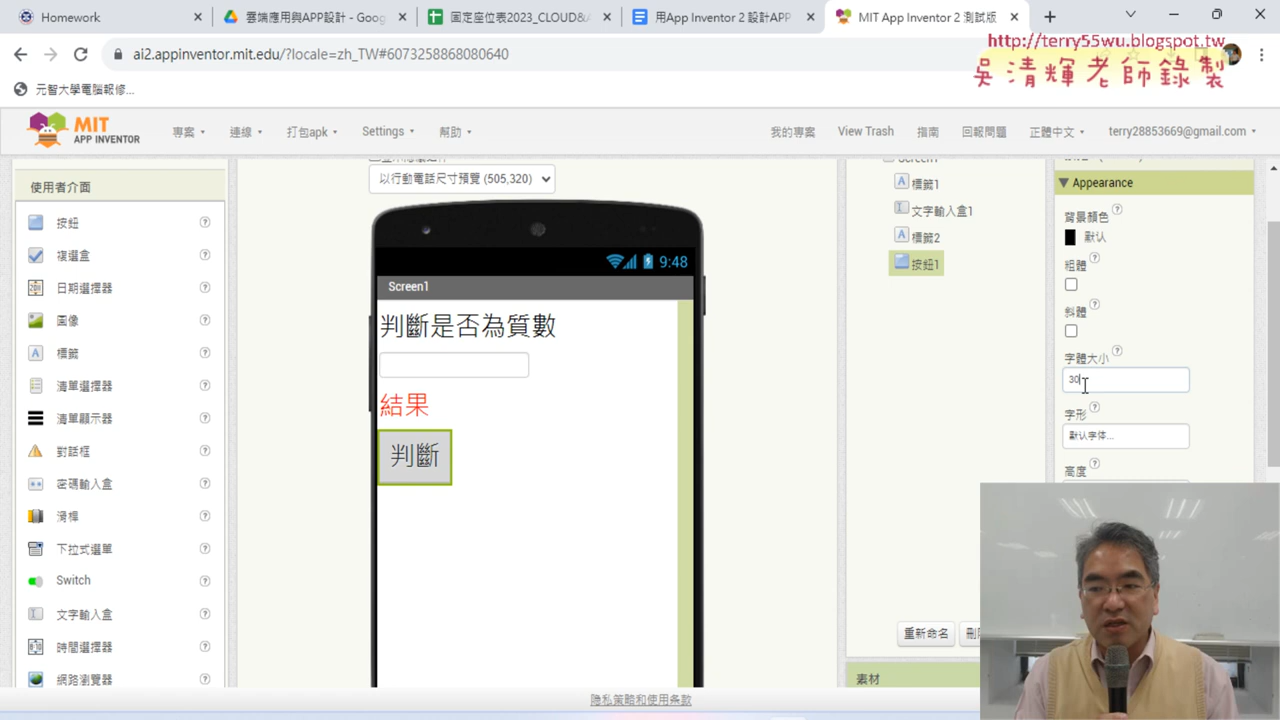 Homework
雲端應用與APP設計 - Goog
固定座位表2023_CLOUD&A
用App Inventor 2 設計APP
MIT App Inventor 2 測試版
ai2.appinventor.mit.edu/?locale=zh_TW#6073258868080640
http://terry55wu.blogspot.tw
吳清輝老師錄製
元智大學電腦報修...
MIT
APP INVENTOR
專案
連線
打包apk
Settings
幫助
我的專案
View Trash
指南
回報問題
正體中文
terry28853669@gmail.com
使用者介面
按鈕
複選盒
日期選擇器
圖像
標籤
清單選擇器
清單顯示器
對話框
密碼輸入盒
滑桿
下拉式選單
Switch
文字輸入盒
時間選擇器
網路瀏覽器
以行動電話尺寸預覽 (505,320)
9:48
Screen1
判斷是否為質數
結果
判斷
Screen1
標籤1
文字輸入盒1
標籤2
按鈕1
重新命名
刪
素材
Appearance
背景顏色
默认
粗體
斜體
字體大小
30
字形
默认字体...
高度
隐私策略和使用条款